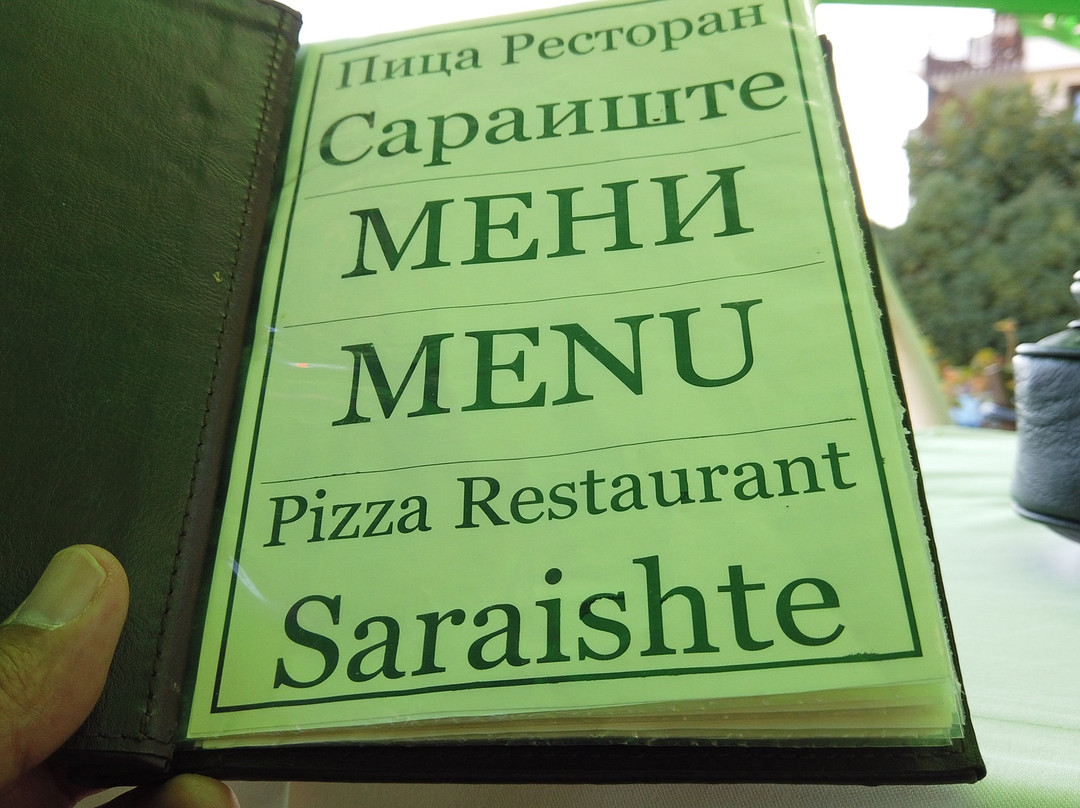 Пица Ресторан
Сараиште
МЕНИ
MENU
Pizza Restaurant
Saraishte